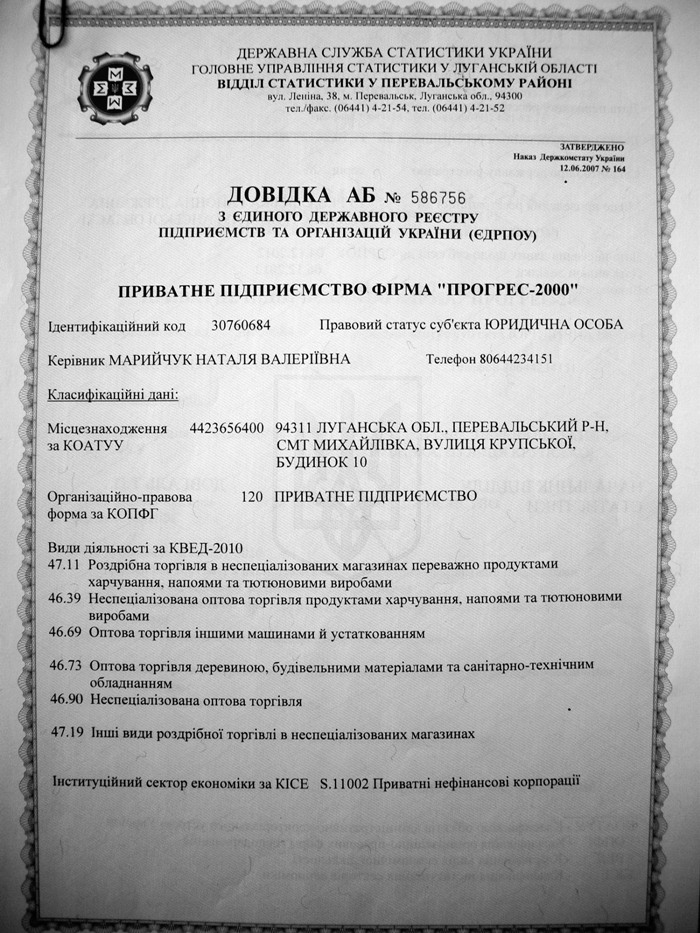 ДЕРЖАВНА СЛУЖБА СТАТИСТИКИ УКРАЇНИ
ГОЛОВНЕ УПРАВЛІННЯ СТАТИСТИКИ У ЛУГАНСЬКІЙ ОБЛАСТІ
ВІДДІЛ СТАТИСТИКИ У ПЕРЕВАЛЬСЬКОМУ РАЙОНІ
вул. Леніна, 38, м. Перевальськ, Луганська обл., 94300
тел./факс. (06441) 4-21-54, тел. (06441) 4-21-52
ЗАТВЕРДЖЕНО
Наказ Держкомстату України
12.06.2007 № 164
ДОВІДКА АБ № 586756
З ЄДИНОГО ДЕРЖАВНОГО РЕЄСТРУ
ПІДПРИЄМСТВ ТА ОРГАНІЗАЦІЙ УКРАЇНИ (ЄДРПОУ)
ПРИВАТНЕ ПІДПРИЄМСТВО ФІРМА "ПРОГРЕС-2000"
Ідентифікаційний код 30760684 Правовий статус суб'єкта ЮРИДИЧНА ОСОБА
Керівник МАРИЙЧУК НАТАЛЯ ВАЛЕРІЇВНА Телефон 80644234151
Класифікаційні дані:
Місцезнаходження 4423656400 94311 ЛУГАНСЬКА ОБЛ., ПЕРЕВАЛЬСЬКИЙ Р-Н,
за КОАТУУ СМТ МИХАЙЛІВКА, ВУЛИЦЯ КРУПСЬКОЇ,
БУДИНОК 10
Організаційно-правова 120 ПРИВАТНЕ ПІДПРИЄМСТВО
форма за КОПФГ
Види діяльності за КВЕД-2010
47.11 Роздрібна торгівля в неспеціалізованих магазинах переважно продуктами
харчування, напоями та тютюновими виробами
46.39 Неспеціалізована оптова торгівля продуктами харчування, напоями та тютюновими
виробами
46.69 Оптова торгівля іншими машинами й устаткованням
46.73 Оптова торгівля деревиною, будівельними матеріалами та санітарно-технічним
обладнанням
46.90 Неспеціалізована оптова торгівля
47.19 Інші види роздрібної торгівлі в неспеціалізованих магазинах
Інституційний сектор економіки за КІСЕ S.11002 Приватні нефінансові корпорації